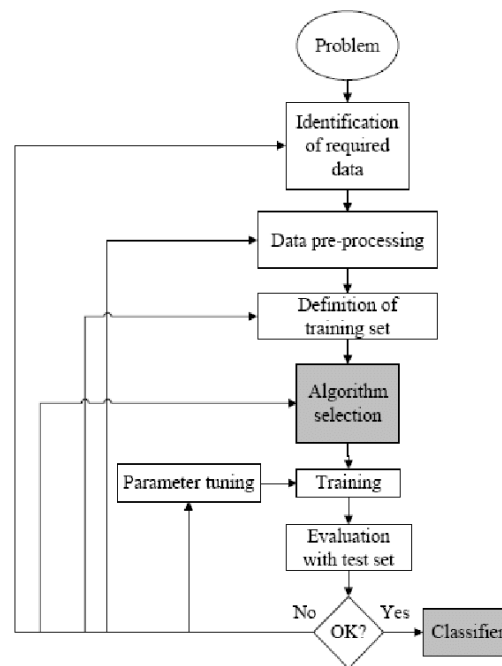 Problem
Identification
of required
data
Data pre-processing
Definition of
training set
Algorithm
selection
Parameter tuning
Training
Evaluation
with test set
No
Yes
OK?
Classifier